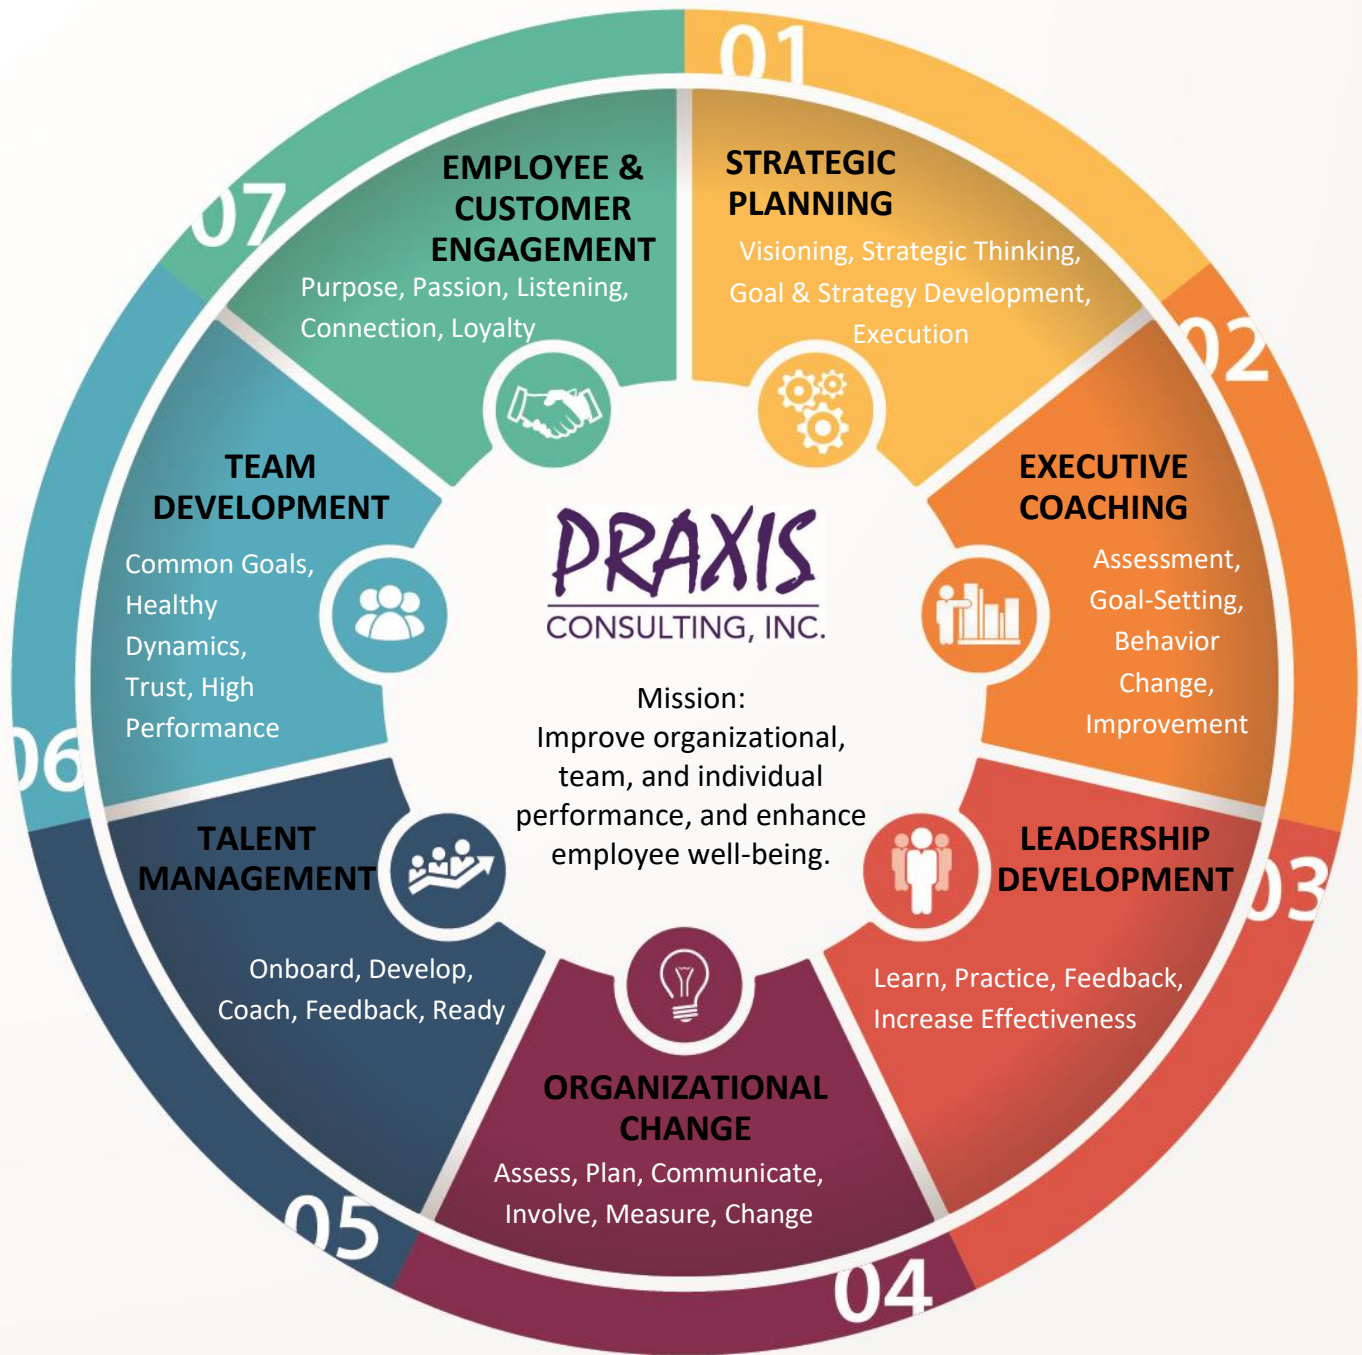 01
STRATEGIC
PLANNING
Visioning, Strategic Thinking,
Goal & Strategy Development,
Execution
02
EXECUTIVE
COACHING
Assessment,
Goal-Setting,
Behavior
Change,
Improvement
03
LEADERSHIP
DEVELOPMENT
Learn, Practice, Feedback,
Increase Effectiveness
04
ORGANIZATIONAL
CHANGE
Assess, Plan, Communicate,
Involve, Measure, Change
05
TALENT
MANAGEMENT
Onboard, Develop,
Coach, Feedback, Ready
06
TEAM
DEVELOPMENT
Common Goals,
Healthy
Dynamics,
Trust, High
Performance
07
EMPLOYEE &
CUSTOMER
ENGAGEMENT
Purpose, Passion, Listening,
Connection, Loyalty
PRAXIS
CONSULTING, INC.
Mission:
Improve organizational,
team, and individual
performance, and enhance
employee well-being.